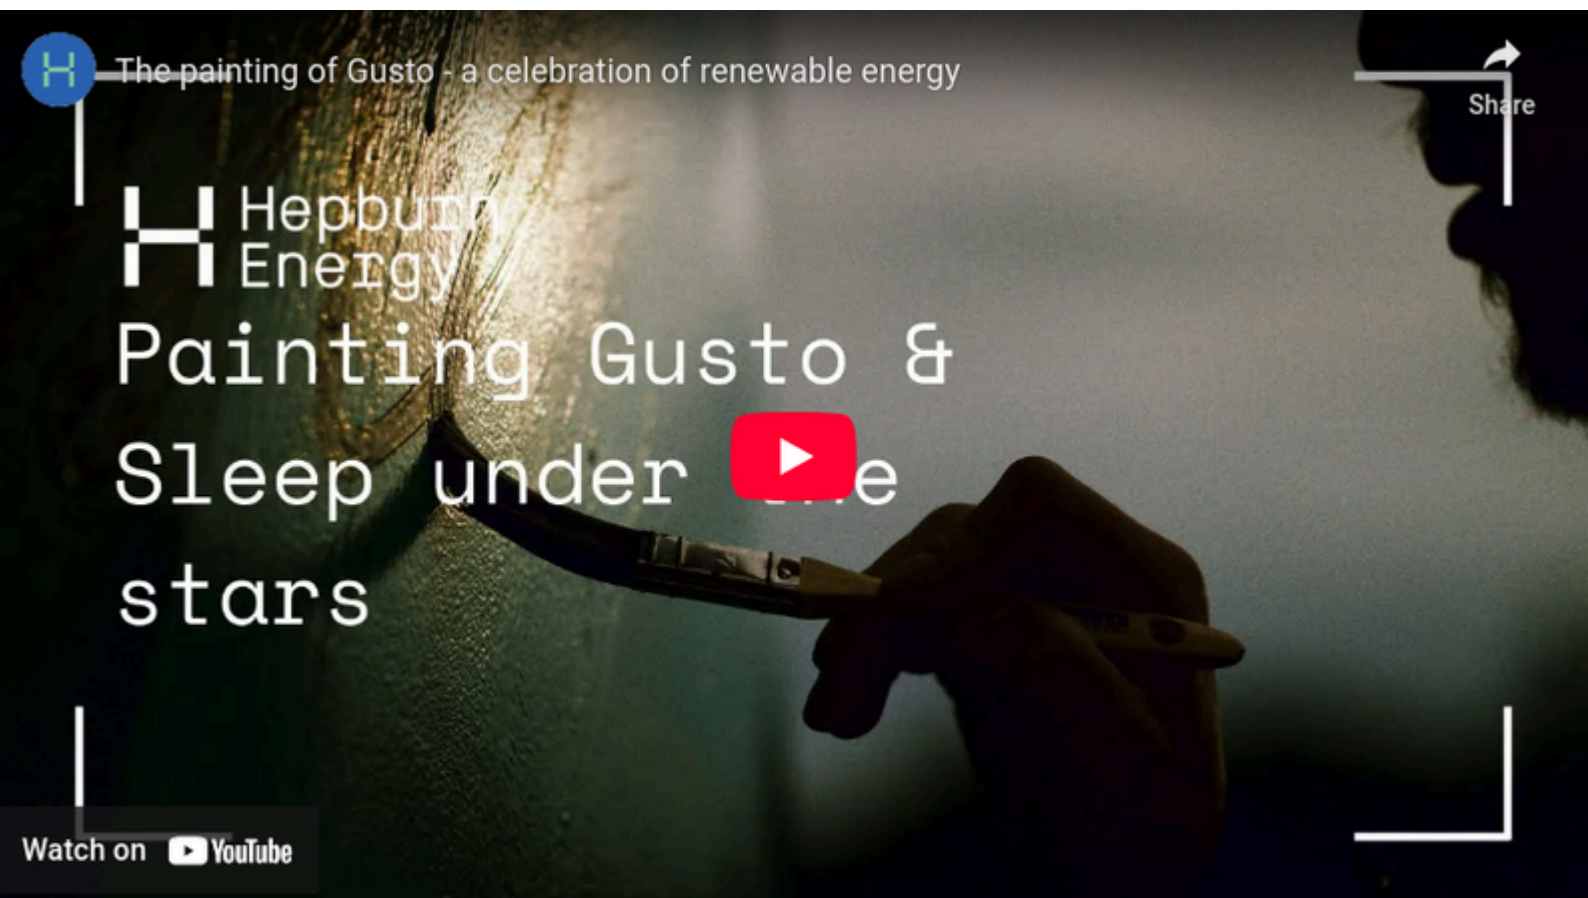 The painting of Gusto - a celebration of renewable energy
Share
Hepburn
Energy
Painting Gusto &
Sleep under the
stars
Watch on YouTube